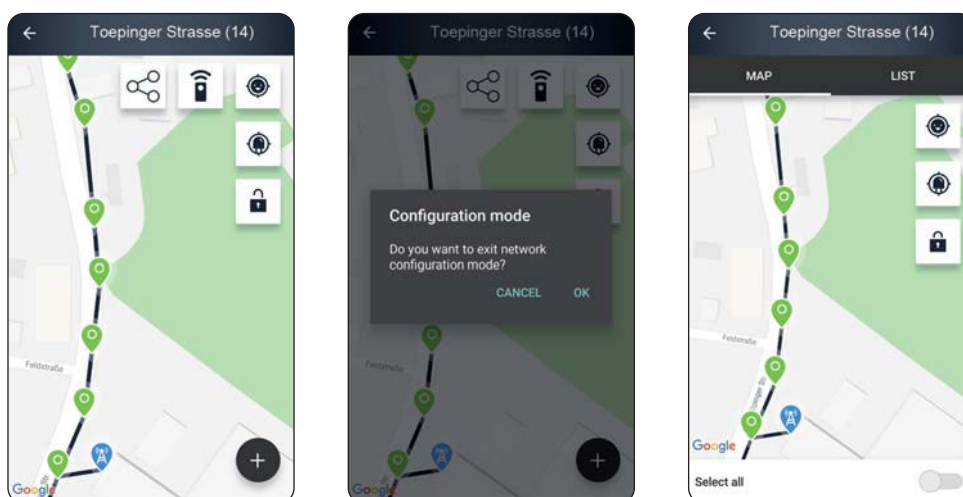 Toepinger Strasse (14)
Feldstraße
Str.
Google
+
Toepinger Strasse (14)
Configuration mode
Do you want to exit network
configuration mode?
CANCEL
OK
Feldstraße
Google
+
Toepinger Strasse (14)
MAP
LIST
Feldstraße
Google
Select all